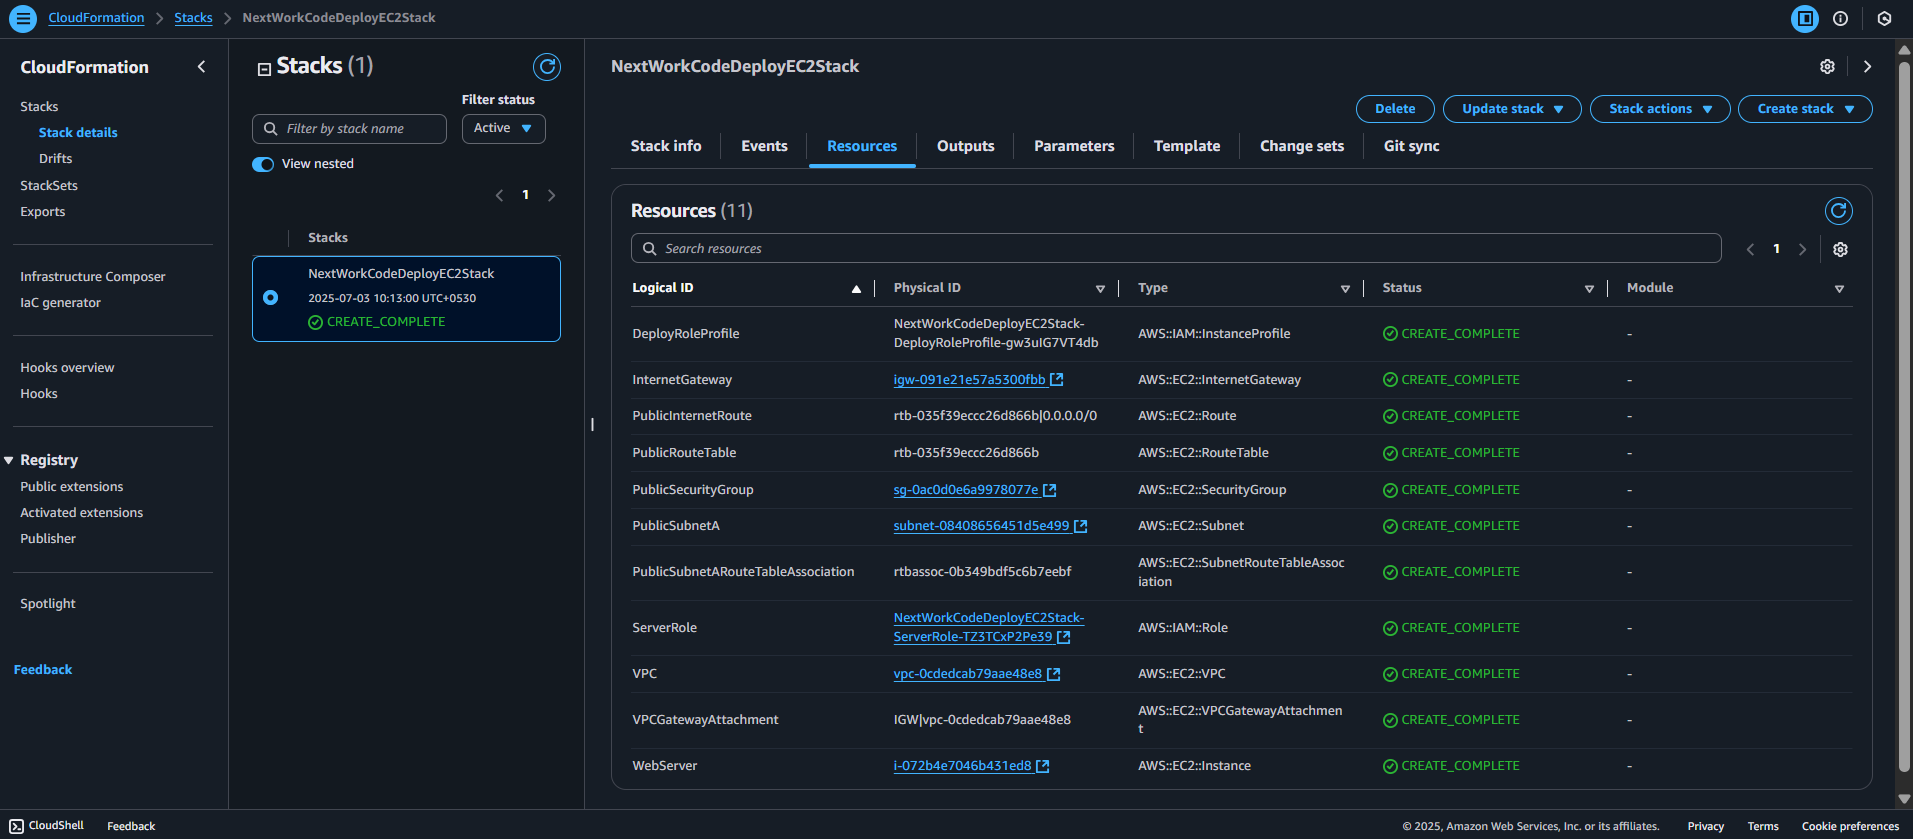 CloudFormation
Stacks
NextWorkCodeDeployEC2Stack
CloudFormation
Stacks
Stack details
Drifts
StackSets
Exports
Infrastructure Composer
IaC generator
Hooks overview
Hooks
Registry
Public extensions
Activated extensions
Publisher
Spotlight
Feedback
Stacks (1)
Filter status
Filter by stack name
Active
View nested
1
Stacks
NextWorkCodeDeployEC2Stack
2025-07-03 10:13:00 UTC+0530
CREATE_COMPLETE
NextWorkCodeDeployEC2Stack
Delete Update stack Stack actions Create stack
Stack info Events Resources Outputs Parameters Template Change sets Git sync
Resources (11)
Search resources
1
Logical ID Physical ID Type Status Module
DeployRoleProfile NextWorkCodeDeployEC2Stack-
DeployRoleProfile-gw3uIG7VT4db AWS::IAM::InstanceProfile CREATE_COMPLETE -
InternetGateway igw-091e21e57a5300fbb AWS::EC2::InternetGateway CREATE_COMPLETE -
PublicInternetRoute rtb-035f39eccc26d866b|0.0.0.0/0 AWS::EC2::Route CREATE_COMPLETE -
PublicRouteTable rtb-035f39eccc26d866b AWS::EC2::RouteTable CREATE_COMPLETE -
PublicSecurityGroup sg-0ac0d0e6a9978077e AWS::EC2::SecurityGroup CREATE_COMPLETE -
PublicSubnetA subnet-08408656451d5e499 AWS::EC2::Subnet CREATE_COMPLETE -
PublicSubnetARouteTableAssociation rtbassoc-0b349bdf5c6b7eebf AWS::EC2::SubnetRouteTableAssoc
iation CREATE_COMPLETE -
ServerRole NextWorkCodeDeployEC2Stack-
ServerRole-TZ3TCxP2Pe39 AWS::IAM::Role CREATE_COMPLETE -
VPC vpc-0cdedcab79aae48e8 AWS::EC2::VPC CREATE_COMPLETE -
VPCGatewayAttachment IGW|vpc-0cdedcab79aae48e8 AWS::EC2::VPCGatewayAttachmen
t CREATE_COMPLETE -
WebServer i-072b4e7046b431ed8 AWS::EC2::Instance CREATE_COMPLETE -
CloudShell Feedback © 2025, Amazon Web Services, Inc. or its affiliates. Privacy Terms Cookie preferences